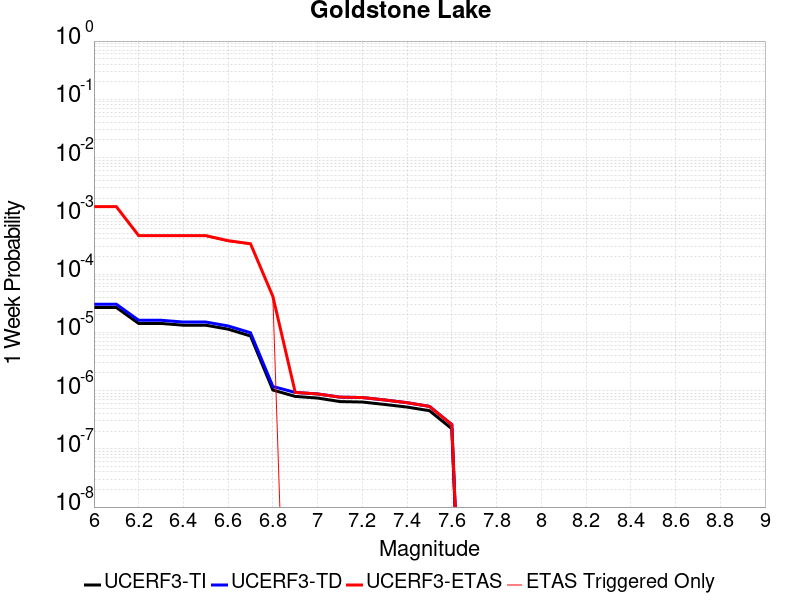 Goldstone Lake
1 Week Probability
10^0
10^-1
10^-2
10^-3
10^-4
10^-5
10^-6
10^-7
10^-8
6 6.2 6.4 6.6 6.8 7 7.2 7.4 7.6 7.8 8 8.2 8.4 8.6 8.8 9
Magnitude
UCERF3-TI UCERF3-TD UCERF3-ETAS ETAS Triggered Only